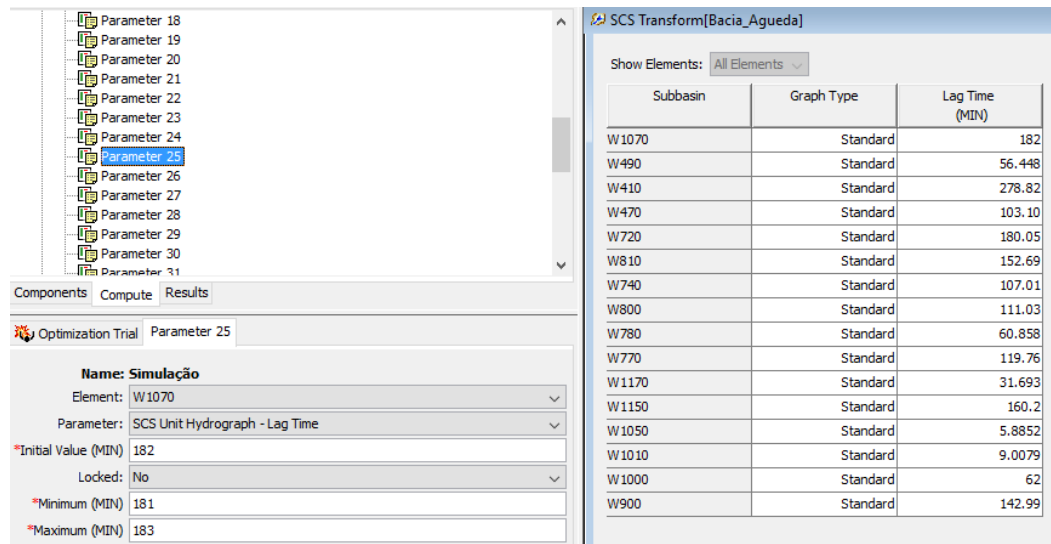 Parameter 18
Parameter 19
Parameter 20
Parameter 21
Parameter 22
Parameter 23
Parameter 24
Parameter 25
Parameter 26
Parameter 27
Parameter 28
Parameter 29
Parameter 30
Parameter 31
Components Compute Results
Optimization Trial Parameter 25
Name: Simulação
Element: W1070
Parameter: SCS Unit Hydrograph - Lag Time
*Initial Value (MIN) 182
Locked: No
*Minimum (MIN) 181
*Maximum (MIN) 183
SCS Transform[Bacia_Agueda]
Show Elements: All Elements
Subbasin Graph Type Lag Time
(MIN)
W1070 Standard 182
W490 Standard 56.448
W410 Standard 278.82
W470 Standard 103.10
W720 Standard 180.05
W810 Standard 152.69
W740 Standard 107.01
W800 Standard 111.03
W780 Standard 60.858
W770 Standard 119.76
W1170 Standard 31.693
W1150 Standard 160.2
W1050 Standard 5.8852
W1010 Standard 9.0079
W1000 Standard 62
W900 Standard 142.99